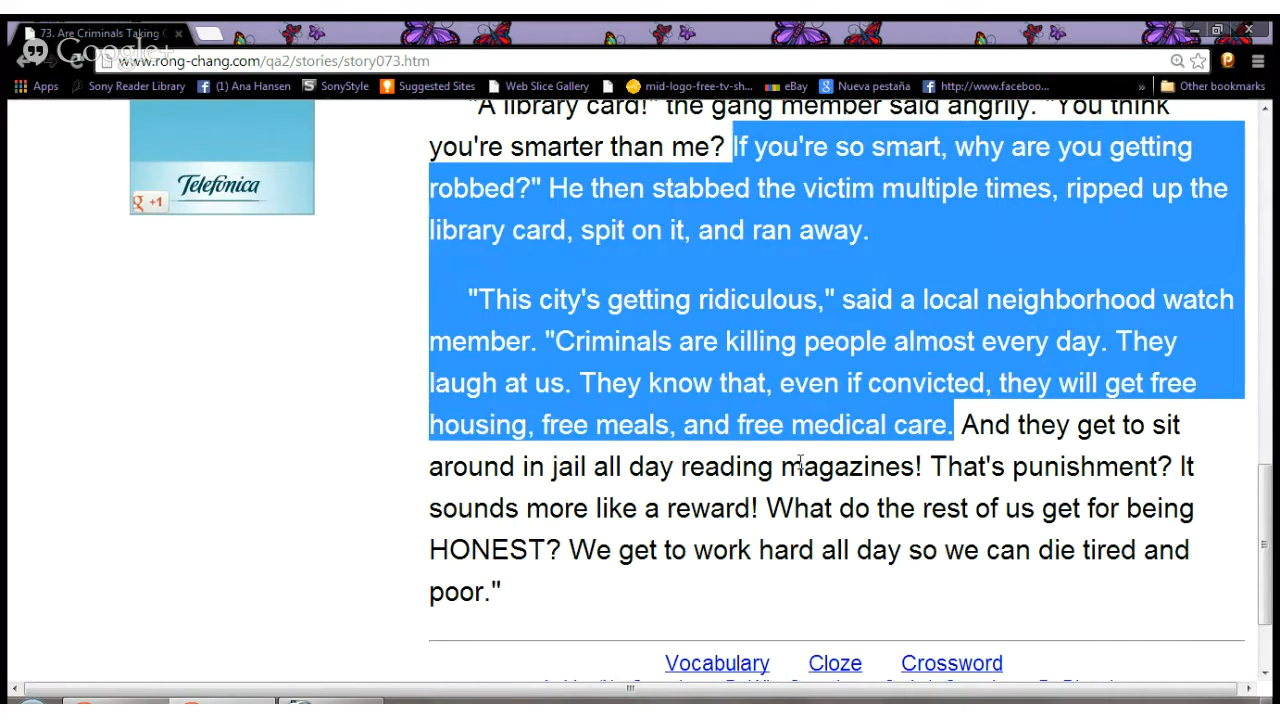 73. Are Criminals Taking
Google+
www.rong-chang.com/qa2/stories/story073.htm
Apps Sony Reader Library (1) Ana Hansen SonyStyle Suggested Sites Web Slice Gallery mid-logo-free-tv-sh... eBay Nueva pestaña http://www.faceboo... » Other bookmarks
Telefónica
+1
"A library card!" the gang member said angrily. "You think
you're smarter than me? If you're so smart, why are you getting
robbed?" He then stabbed the victim multiple times, ripped up the
library card, spit on it, and ran away.
"This city's getting ridiculous," said a local neighborhood watch
member. "Criminals are killing people almost every day. They
laugh at us. They know that, even if convicted, they will get free
housing, free meals, and free medical care. And they get to sit
around in jail all day reading magazines! That's punishment? It
sounds more like a reward! What do the rest of us get for being
HONEST? We get to work hard all day so we can die tired and
poor."
Vocabulary Cloze Crossword